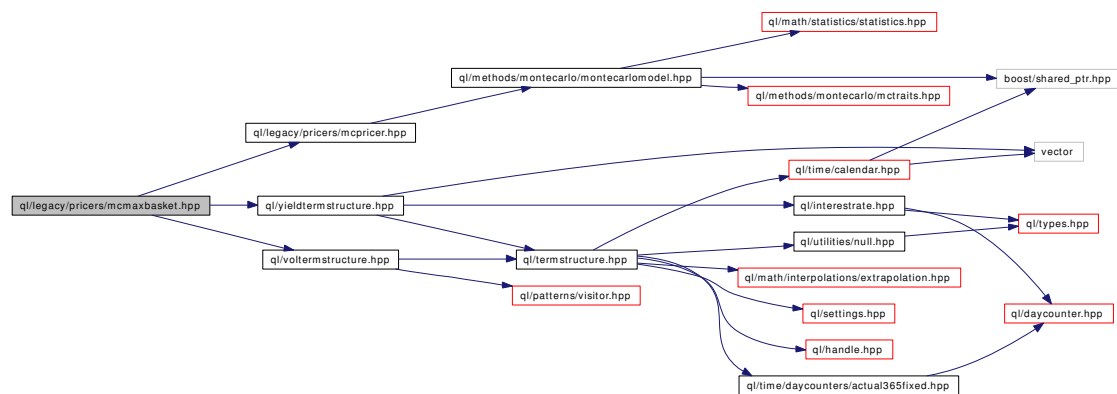 ql/math/statistics/statistics.hpp
ql/methods/montecarlo/montecarlomodel.hpp
boost/shared_ptr.hpp
ql/methods/montecarlo/mctraits.hpp
ql/legacy/pricers/mcpricer.hpp
vector
ql/time/calendar.hpp
ql/legacy/pricers/mcmaxbasket.hpp
ql/yieldtermstructure.hpp
ql/interestrate.hpp
ql/types.hpp
ql/utilities/null.hpp
ql/voltermstructure.hpp
ql/termstructure.hpp
ql/math/interpolations/extrapolation.hpp
ql/patterns/visitor.hpp
ql/settings.hpp
ql/daycounter.hpp
ql/handle.hpp
ql/time/daycounters/actual365fixed.hpp